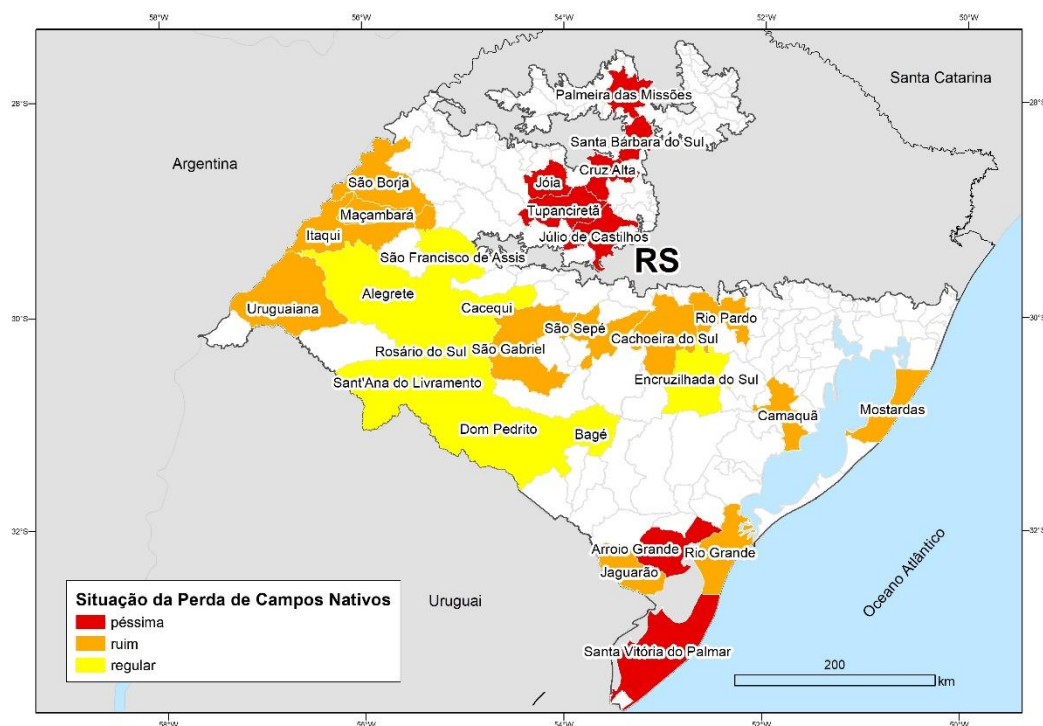 58°W 56°W 54°W 52°W 50°W
28°S 28°S
Santa Catarina
Palmeira das Missões
Santa Bárbara do Sul
Argentina
Cruz Alta
São Borja
Jóia
Maçambará
Tupanciretã
Itaqui
Júlio de Castilhos
São Francisco de Assis
RS
Alegrete
Uruguaiana
Cacequi
30°S 30°S
São Sepé
Rio Pardo
Cachoeira do Sul
Rosário do Sul
São Gabriel
Sant'Ana do Livramento
Encruzilhada do Sul
Camaquã
Mostardas
Dom Pedrito
Bagé
32°S 32°S
Arroio Grande
Rio Grande
Jaguarão
Oceano Atlântico
Uruguai
Santa Vitória do Palmar
Situação da Perda de Campos Nativos
péssima
ruim
regular
200
km
58°W 56°W 54°W 52°W 50°W